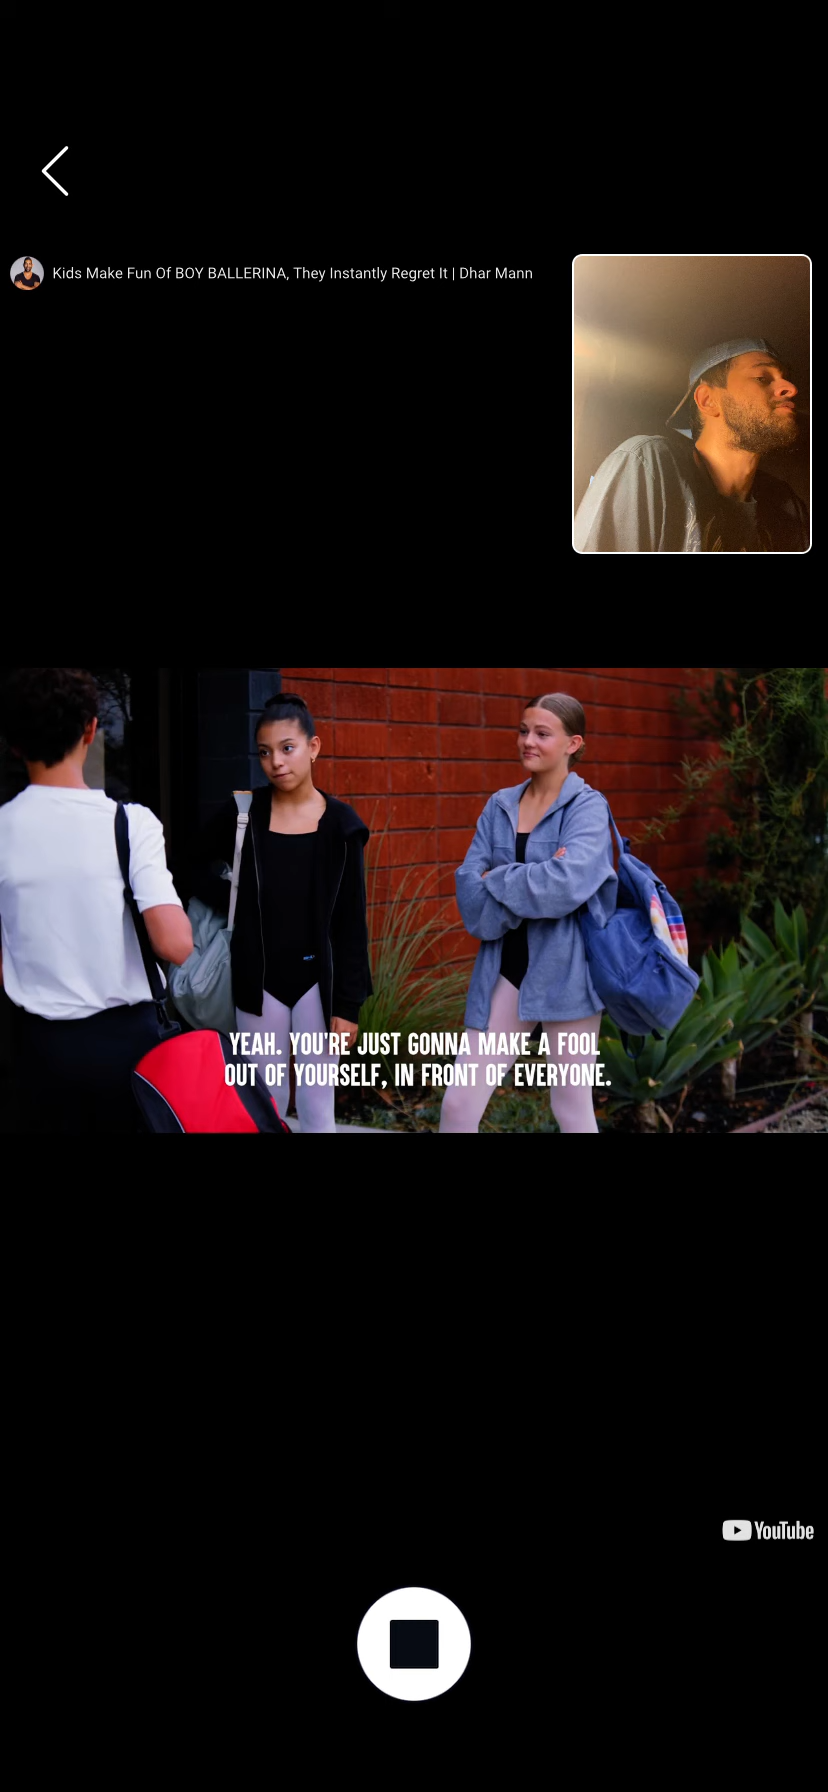 Kids Make Fun Of BOY BALLERINA, They Instantly Regret It | Dhar Mann
YEAH. YOU'RE JUST GONNA MAKE A FOOL
OUT OF YOURSELF, IN FRONT OF EVERYONE.
YouTube